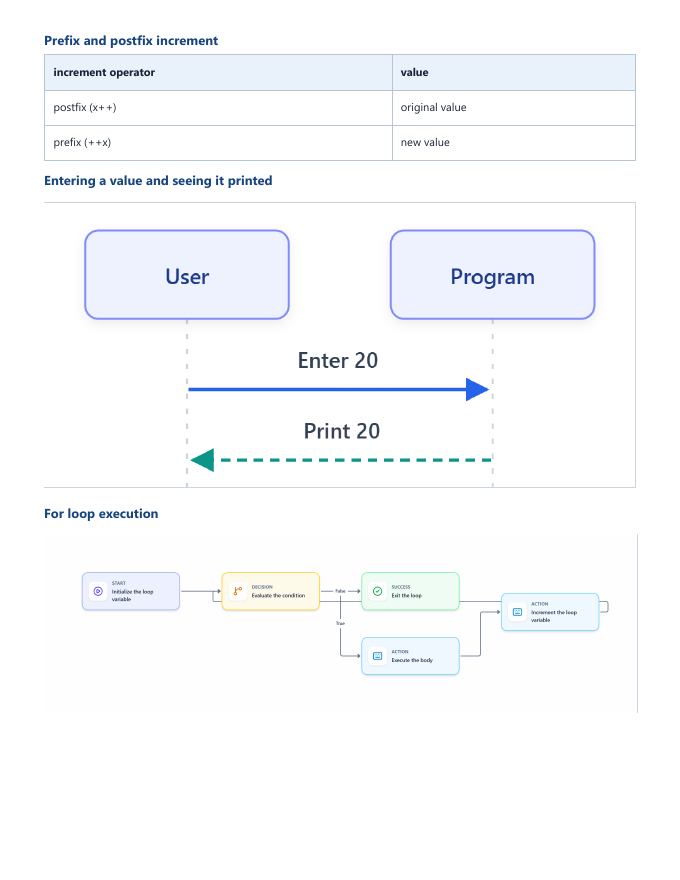 Prefix and postfix increment
increment operator value
postfix (x++) original value
prefix (++x) new value
Entering a value and seeing it printed
User Program
Enter 20
Print 20
For loop execution
START
Initialize the loop
variable
DECISION
Evaluate the condition
False
SUCCESS
Exit the loop
True
ACTION
Execute the body
ACTION
Increment the loop
variable